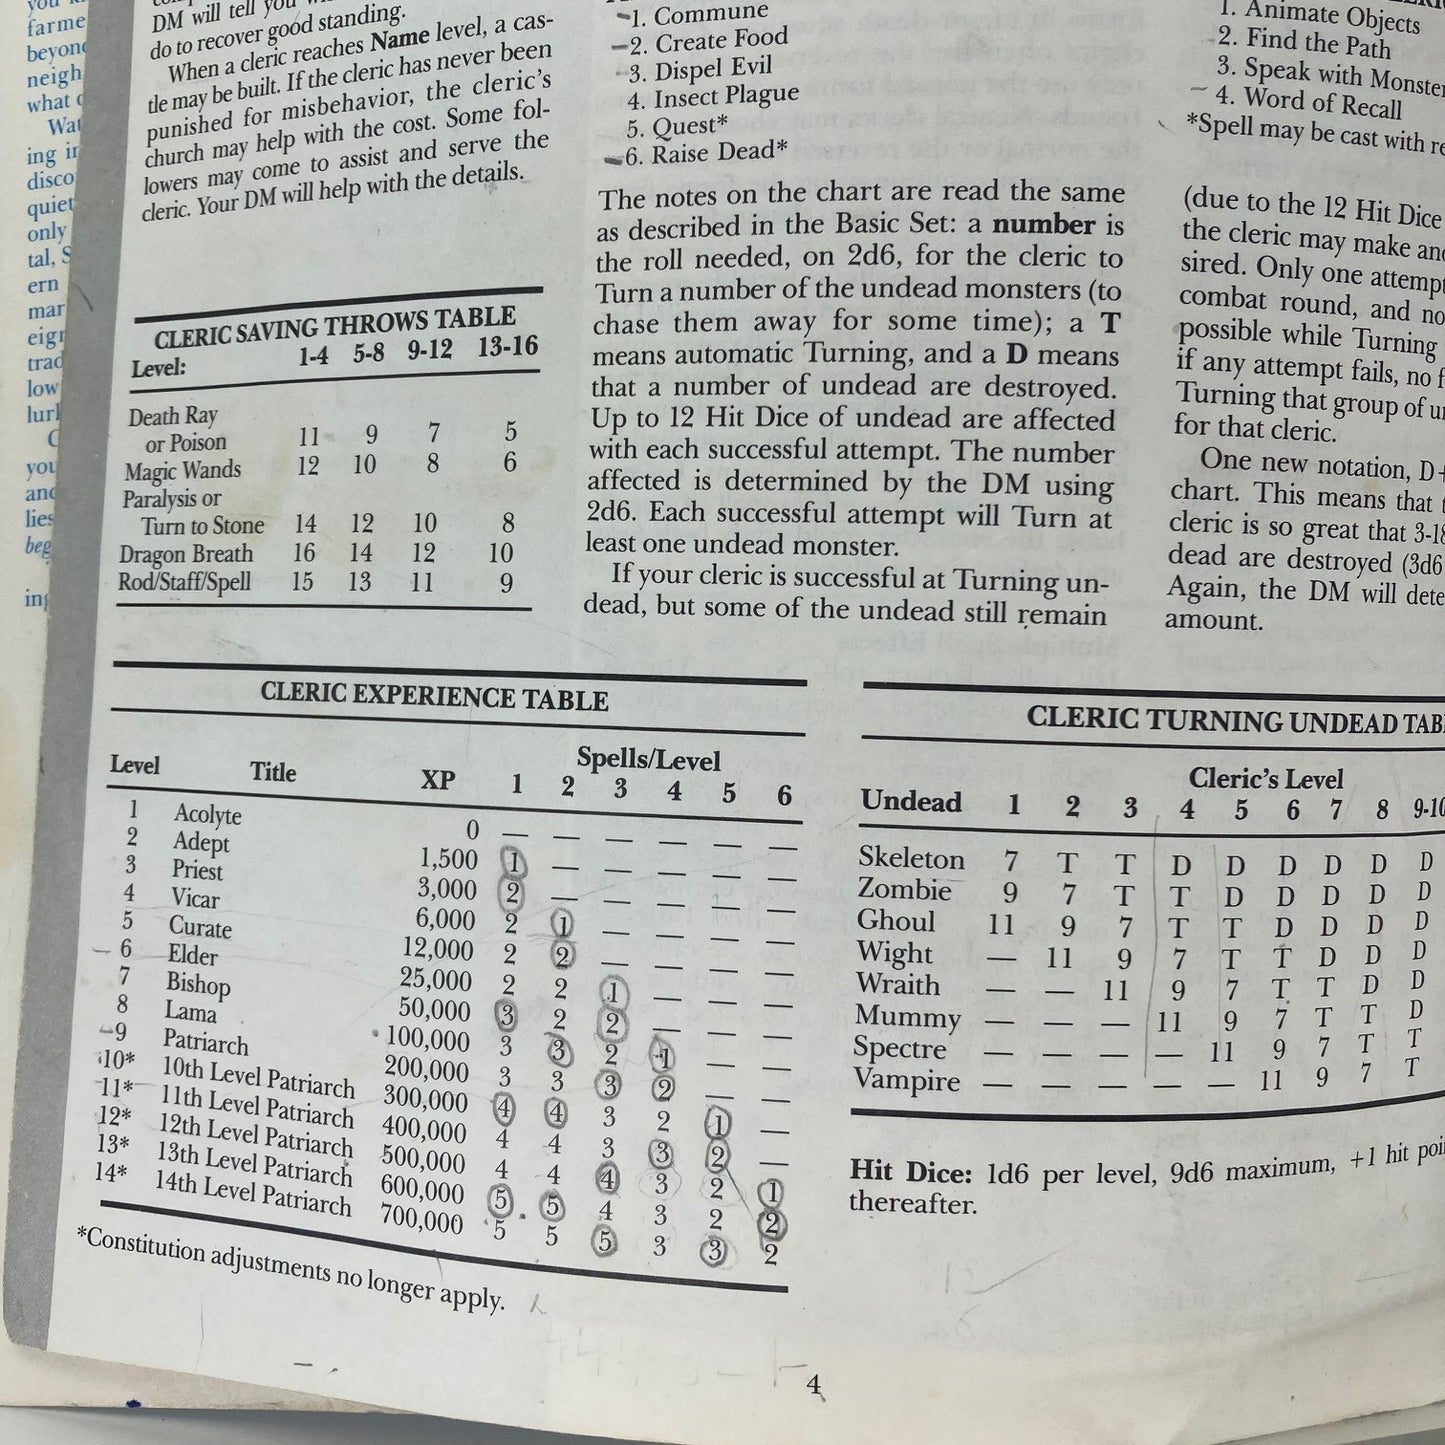 farme
beyond
neigh
what
Wat
ing in
disco
quiet
only
tal, S
ern
mar
eigr
trad
low
lurl
you
and
lies
beg
ing
DM will tell you
do to recover good standing.
When a cleric reaches Name level, a cas-
tle may be built. If the cleric has never been
punished for misbehavior, the cleric's
church may help with the cost. Some fol-
lowers may come to assist and serve the
cleric. Your DM will help with the details.
CLERIC SAVING THROWS TABLE
Level: 1-4 5-8 9-12 13-16
Death Ray
or Poison 11 9 7 5
Magic Wands 12 10 8 6
Paralysis or
Turn to Stone 14 12 10 8
Dragon Breath 16 14 12 10
Rod/Staff/Spell 15 13 11 9
1. Commune
2. Create Food
3. Dispel Evil
4. Insect Plague
5. Quest*
6. Raise Dead*
The notes on the chart are read the same
as described in the Basic Set: a number is
the roll needed, on 2d6, for the cleric to
Turn a number of the undead monsters (to
chase them away for some time); a T
means automatic Turning, and a D means
that a number of undead are destroyed.
Up to 12 Hit Dice of undead are affected
with each successful attempt. The number
affected is determined by the DM using
2d6. Each successful attempt will Turn at
least one undead monster.
If your cleric is successful at Turning un-
dead, but some of the undead still remain
1. Animate Objects
2. Find the Path
3. Speak with Monster
4. Word of Recall
*Spell may be cast with re
(due to the 12 Hit Dice
the cleric may make an
sired. Only one attempt
combat round, and no
possible while Turning
if any attempt fails, no f
Turning that group of u
for that cleric.
One new notation, D+
chart. This means that t
cleric is so great that 3-18
dead are destroyed (3d6
Again, the DM will dete
amount.
CLERIC EXPERIENCE TABLE
Spells/Level
Level Title XP 1 2 3 4 5 6
1 Acolyte 0 — — — — — —
2 Adept 1,500 1 — — — — —
3 Priest 3,000 2 — — — — —
4 Vicar 6,000 2 1 — — — —
5 Curate 12,000 2 2 — — — —
6 Elder 25,000 2 2 1 — — —
7 Bishop 50,000 3 2 2 — — —
8 Lama 100,000 3 3 2 1 — —
9 Patriarch 200,000 3 3 3 2 — —
10* 10th Level Patriarch 300,000 4 4 3 2 1 —
11* 11th Level Patriarch 400,000 4 4 3 3 2 —
12* 12th Level Patriarch 500,000 4 4 4 3 2 1
13* 13th Level Patriarch 600,000 5 5 4 3 2 2
14* 14th Level Patriarch 700,000 5 5 5 3 3 2
*Constitution adjustments no longer apply.
CLERIC TURNING UNDEAD TAB
Cleric's Level
Undead 1 2 3 4 5 6 7 8 9-10
Skeleton 7 T T D D D D D D
Zombie 9 7 T T D D D D D
Ghoul 11 9 7 T T D D D D
Wight — 11 9 7 T T D D D
Wraith — — 11 9 7 T T D D
Mummy — — — 11 9 7 T T D
Spectre — — — — 11 9 7 T T
Vampire — — — — — 11 9 7 T
Hit Dice: 1d6 per level, 9d6 maximum, +1 hit poi
thereafter.
4